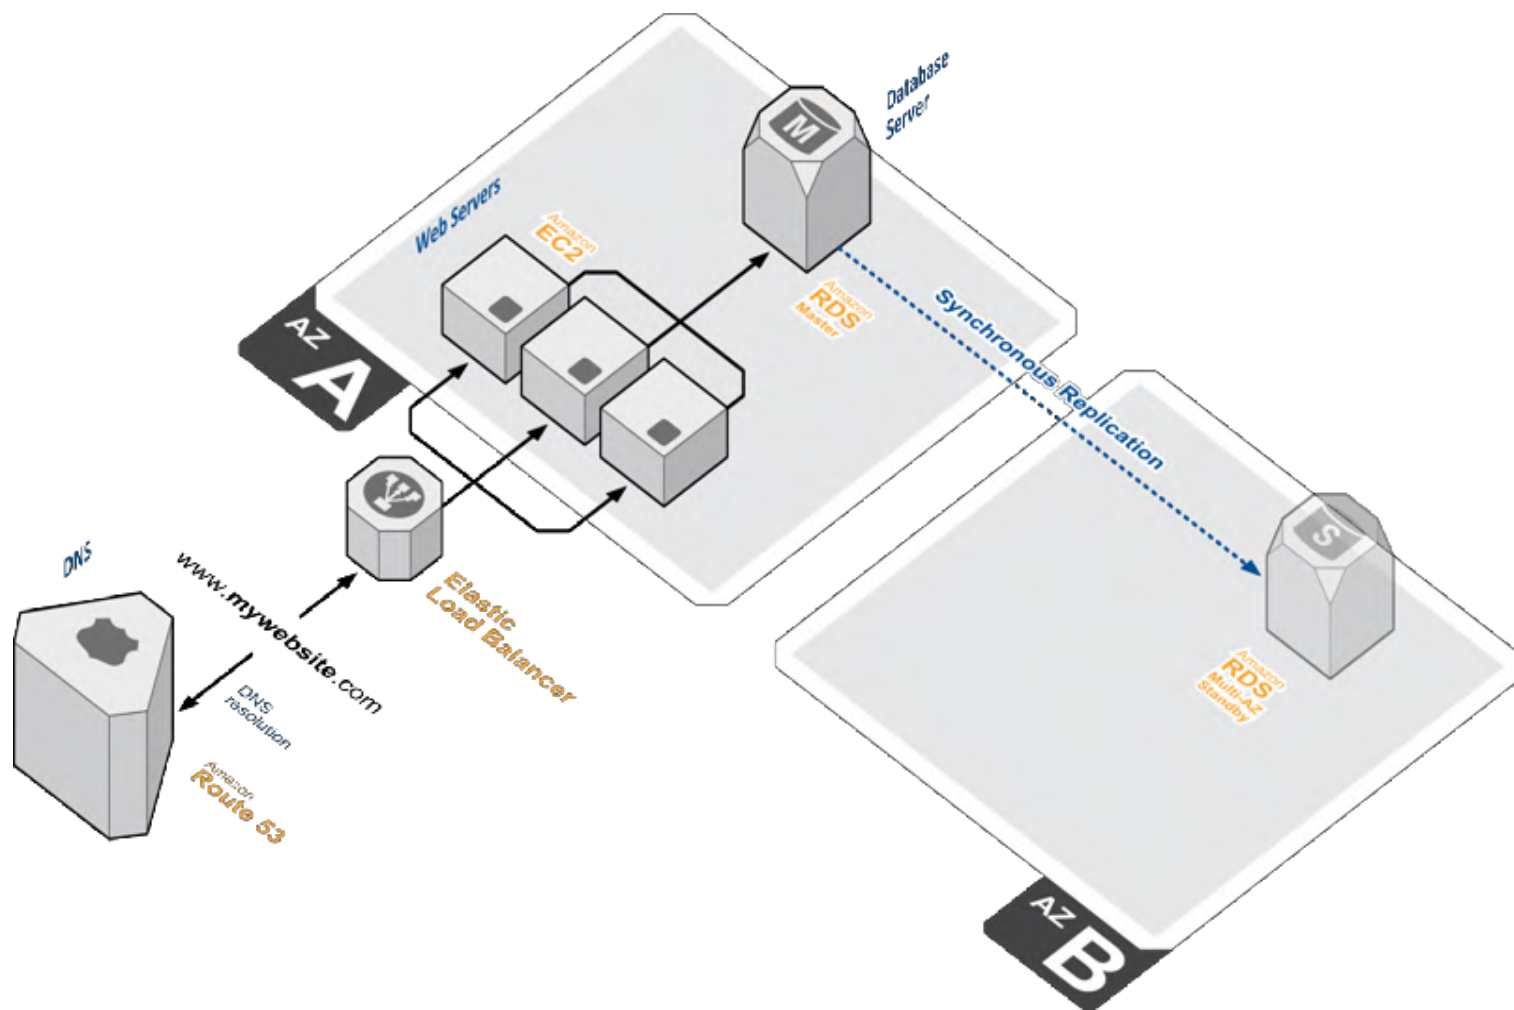 Database
Server
M
Web Servers
Amazon
EC2
Amazon
RDS
Master
AZ
A
Synchronous Replication
DNS
www.mywebsite.com
Elastic
Load Balancer
DNS
resolution
Amazon
Route 53
S
Amazon
RDS
Multi-AZ
Standby
AZ
B